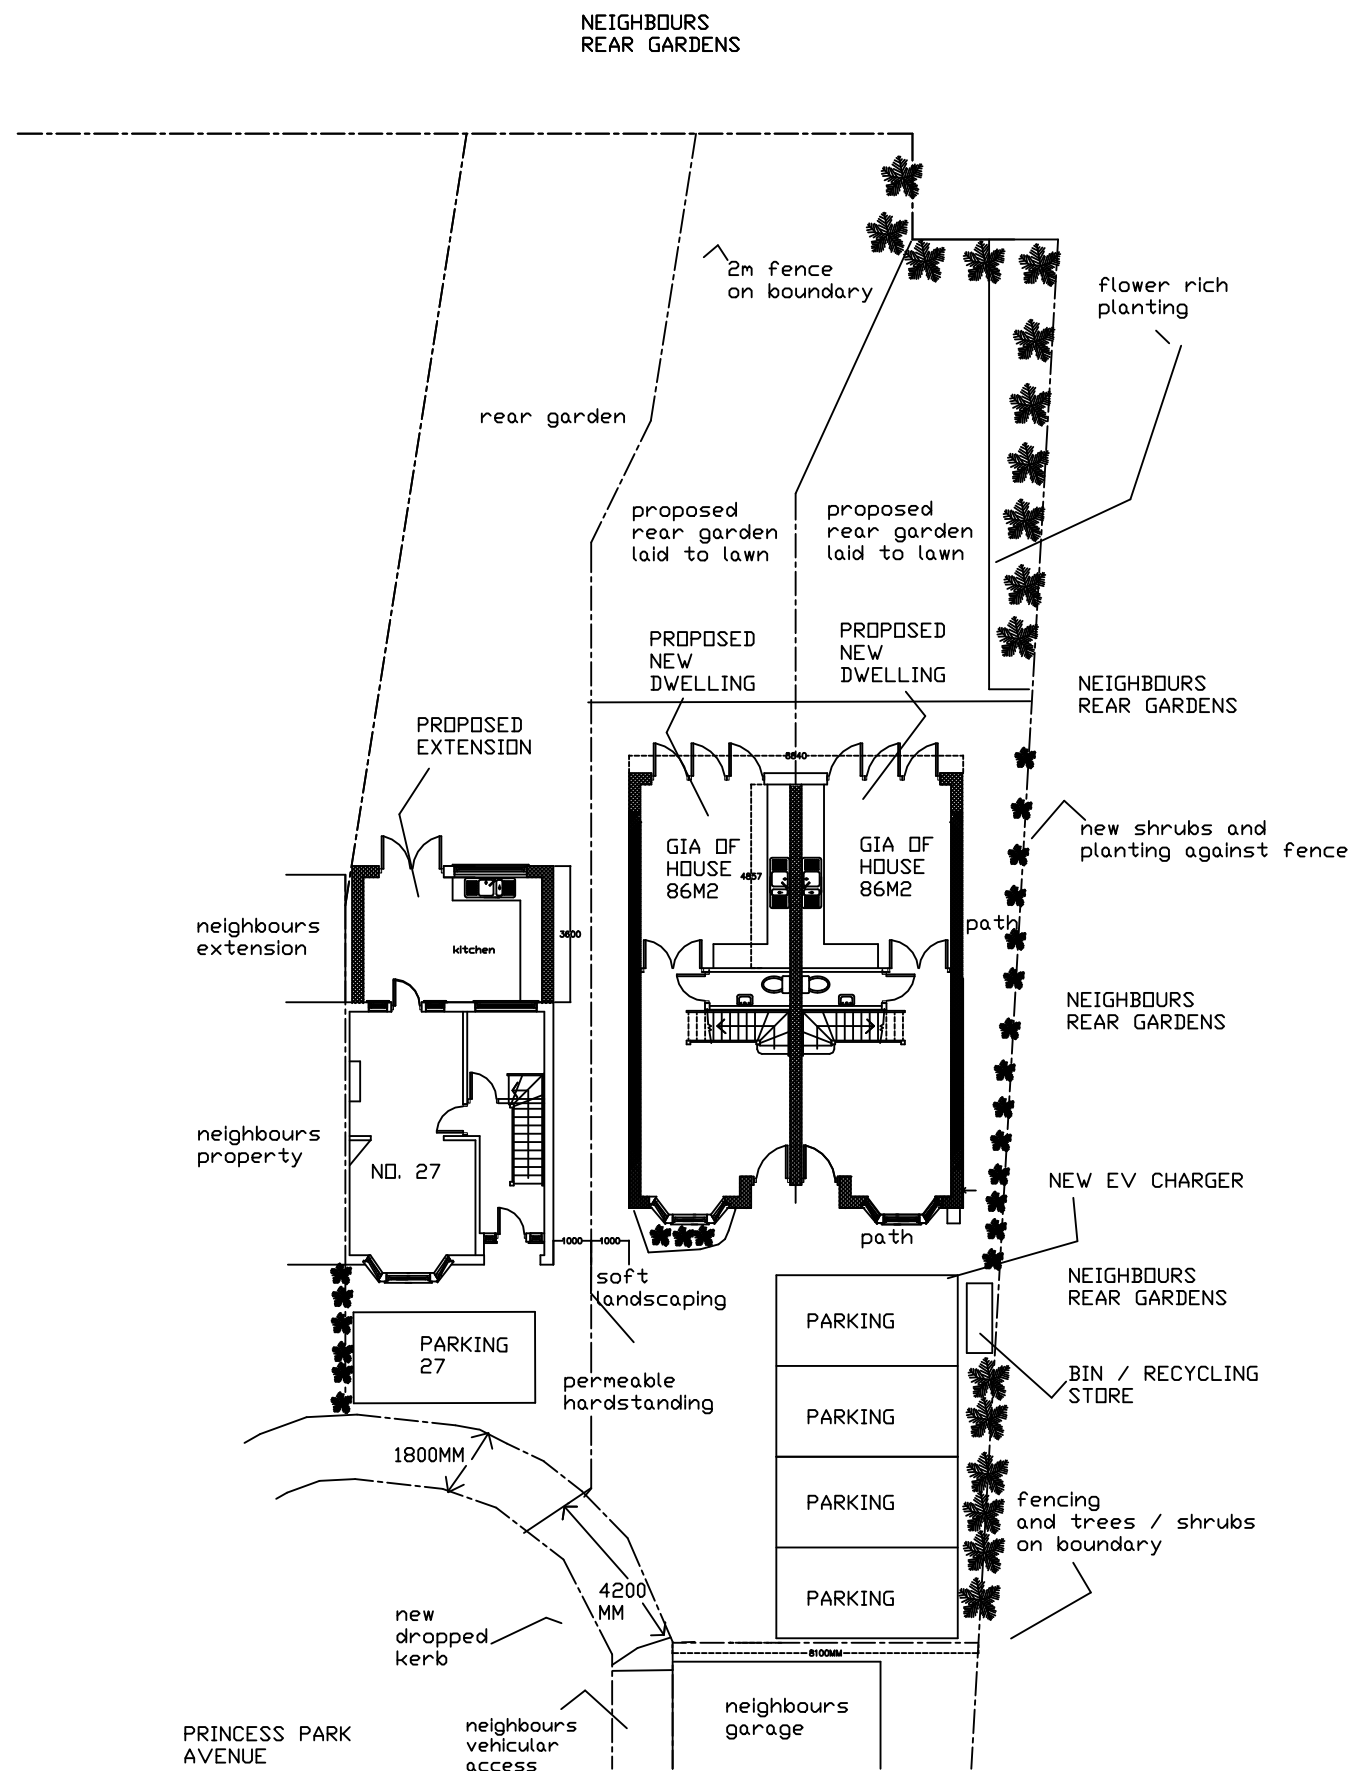 NEIGHBOURS
REAR GARDENS
2m fence
on boundary
flower rich
planting
rear garden
proposed
rear garden
laid to lawn
proposed
rear garden
laid to lawn
PROPOSED
NEW
DWELLING
PROPOSED
NEW
DWELLING
NEIGHBOURS
REAR GARDENS
PROPOSED
EXTENSION
8840
new shrubs and
planting against fence
GIA OF
HOUSE
86M2
4857
GIA OF
HOUSE
86M2
neighbours
extension
kitchen
3600
path
NEIGHBOURS
REAR GARDENS
neighbours
property
NO. 27
NEW EV CHARGER
1000
1000
path
soft
landscaping
NEIGHBOURS
REAR GARDENS
PARKING
27
PARKING
permeable
hardstanding
BIN / RECYCLING
STORE
PARKING
1800MM
PARKING
fencing
and trees / shrubs
on boundary
4200
MM
PARKING
new
dropped
kerb
8100MM
neighbours
garage
neighbours
vehicular
access
PRINCESS PARK
AVENUE